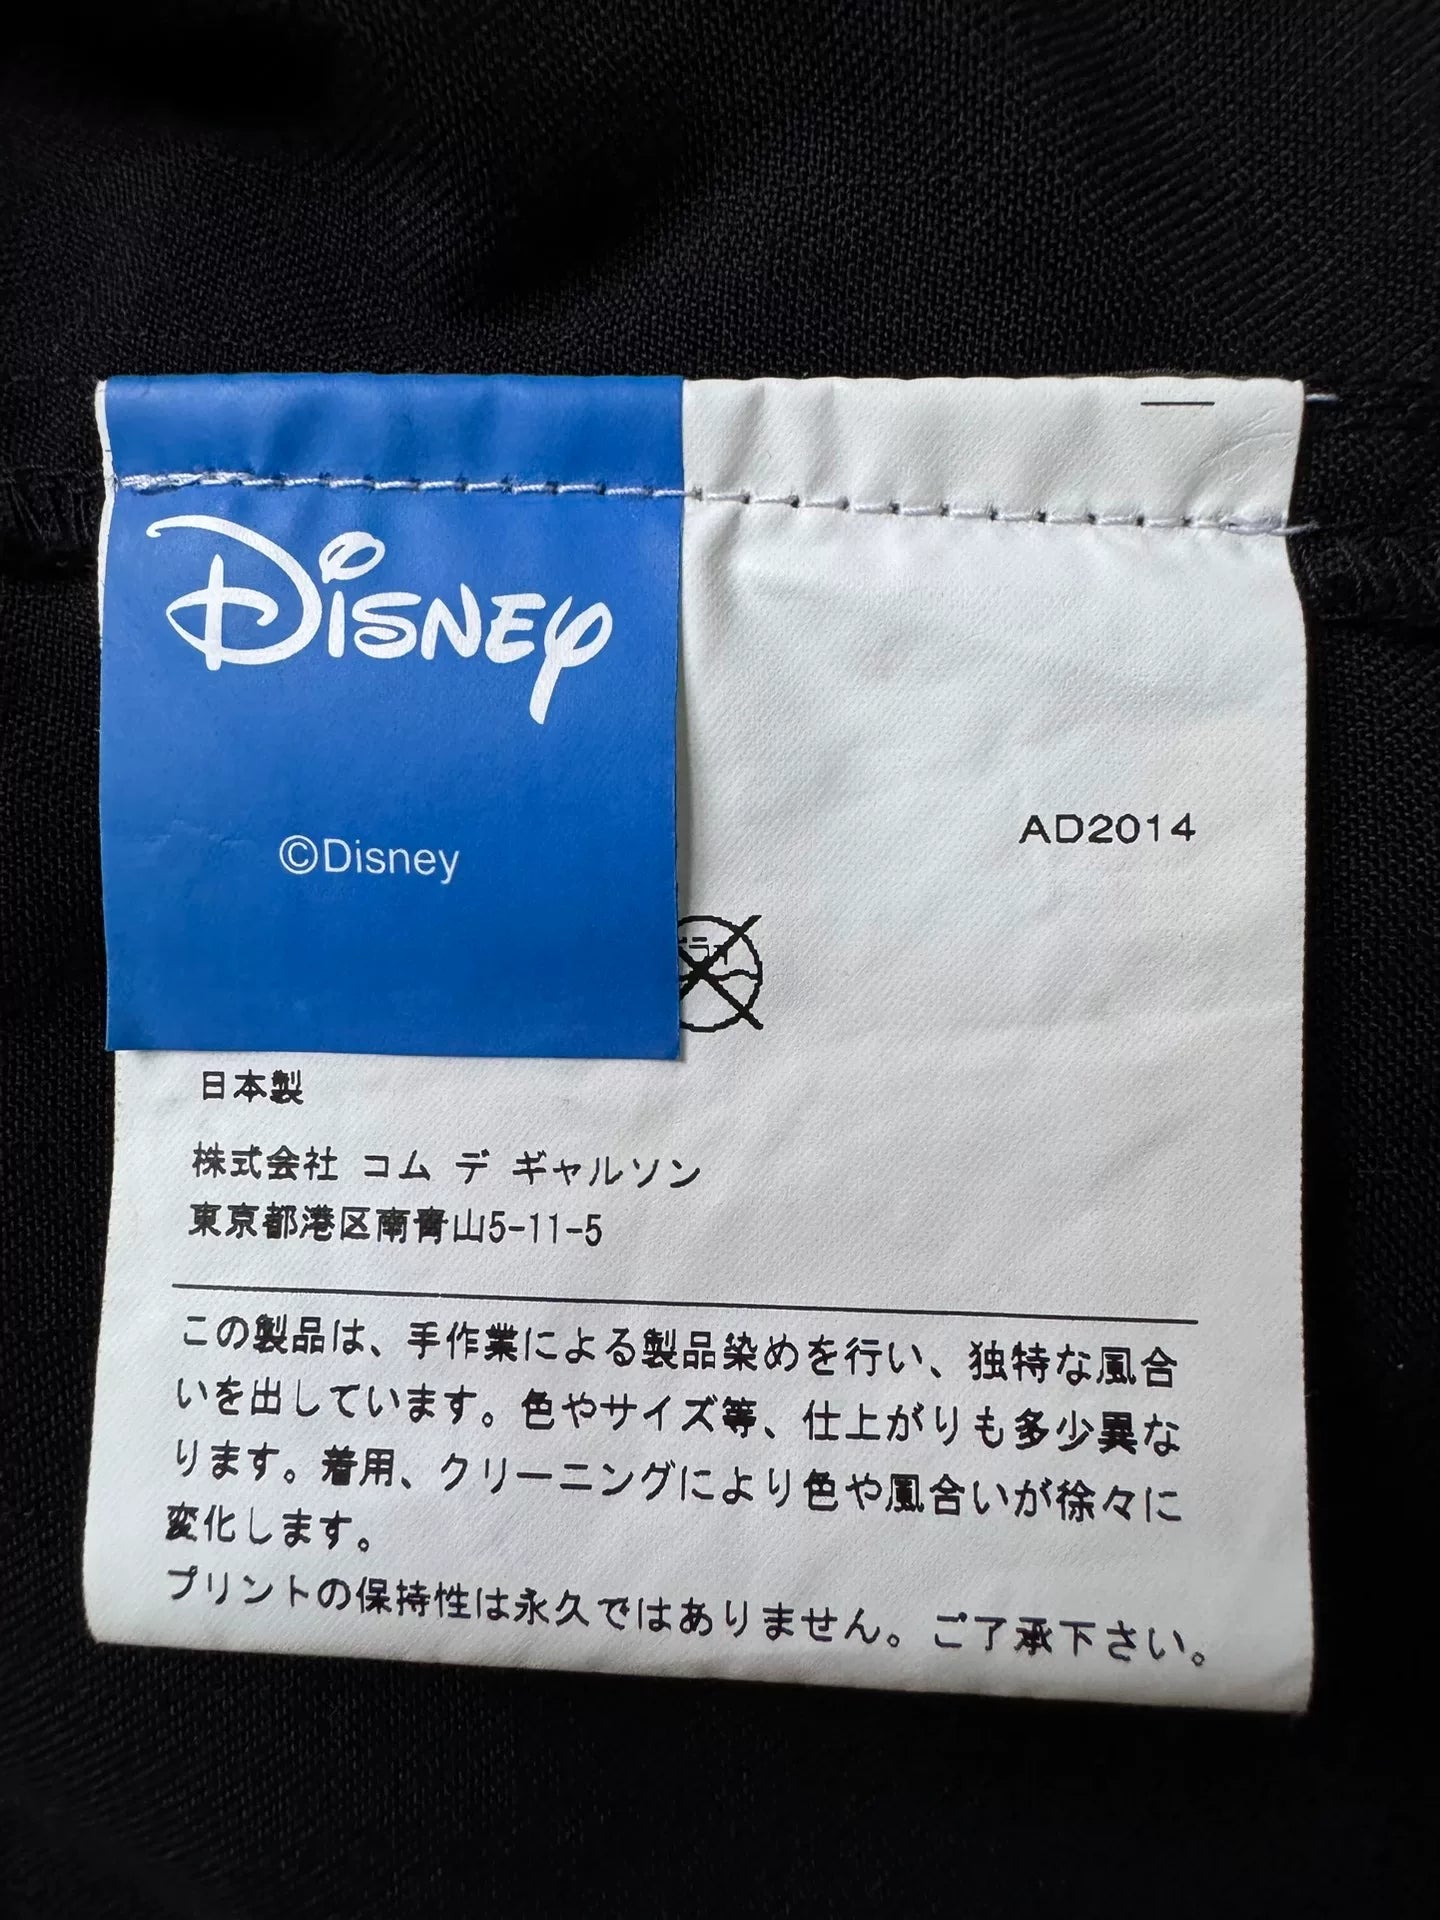 DISNEY
©Disney
AD2014
日本製
株式会社 コム デ ギャルソン
東京都港区南青山5-11-5
この製品は、手作業による製品染めを行い、独特な風合
いを出しています。色やサイズ等、仕上がりも多少異な
ります。着用、クリーニングにより色や風合いが徐々に
変化します。
プリントの保持性は永久ではありません。ご了承下さい。